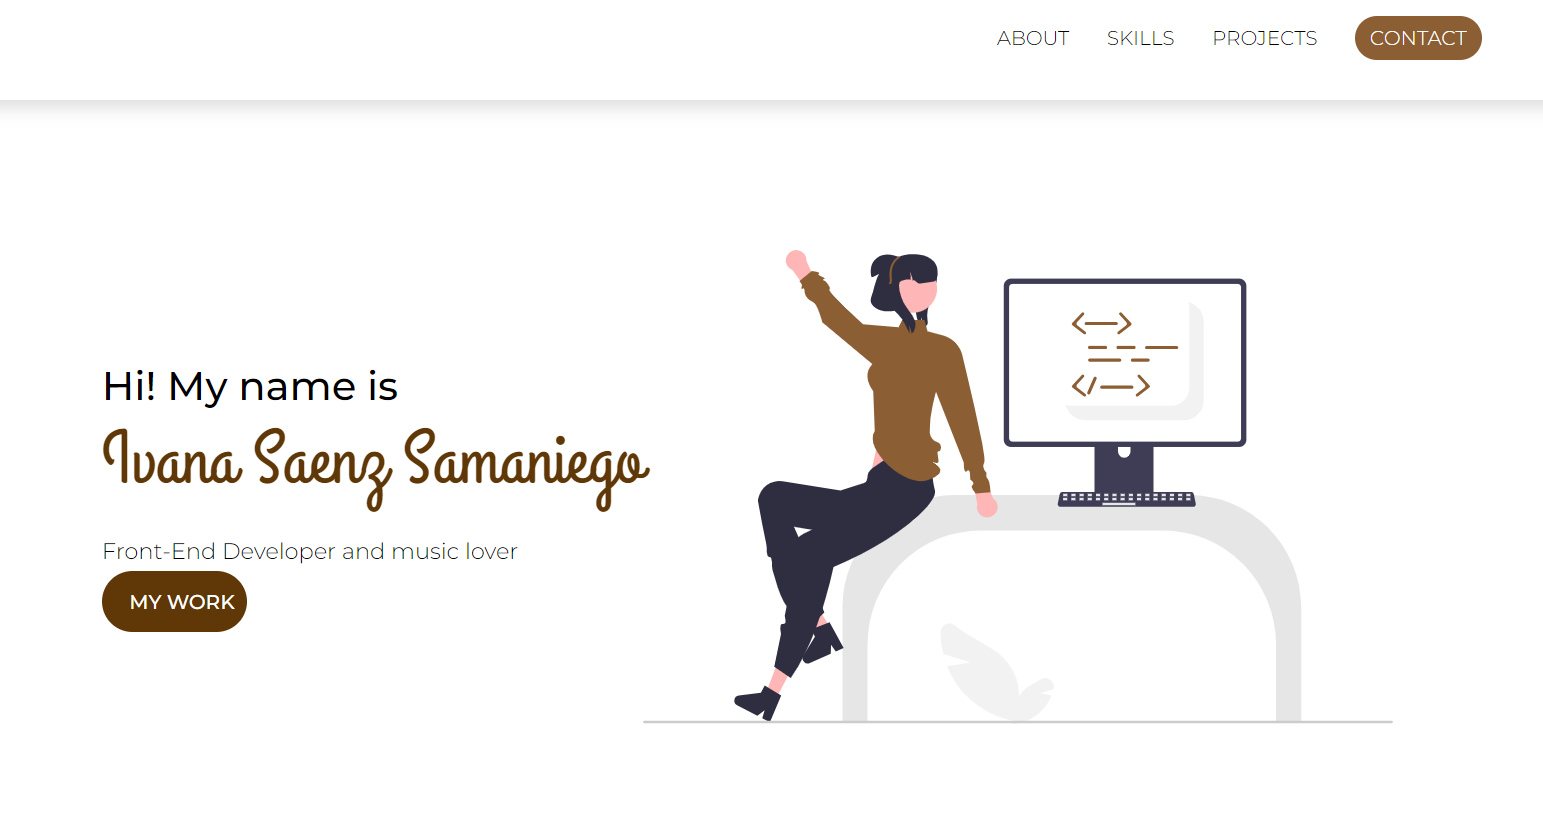 ABOUT SKILLS PROJECTS CONTACT
Hi! My name is
Ivana Saenz Samaniego
Front-End Developer and music lover
MY WORK